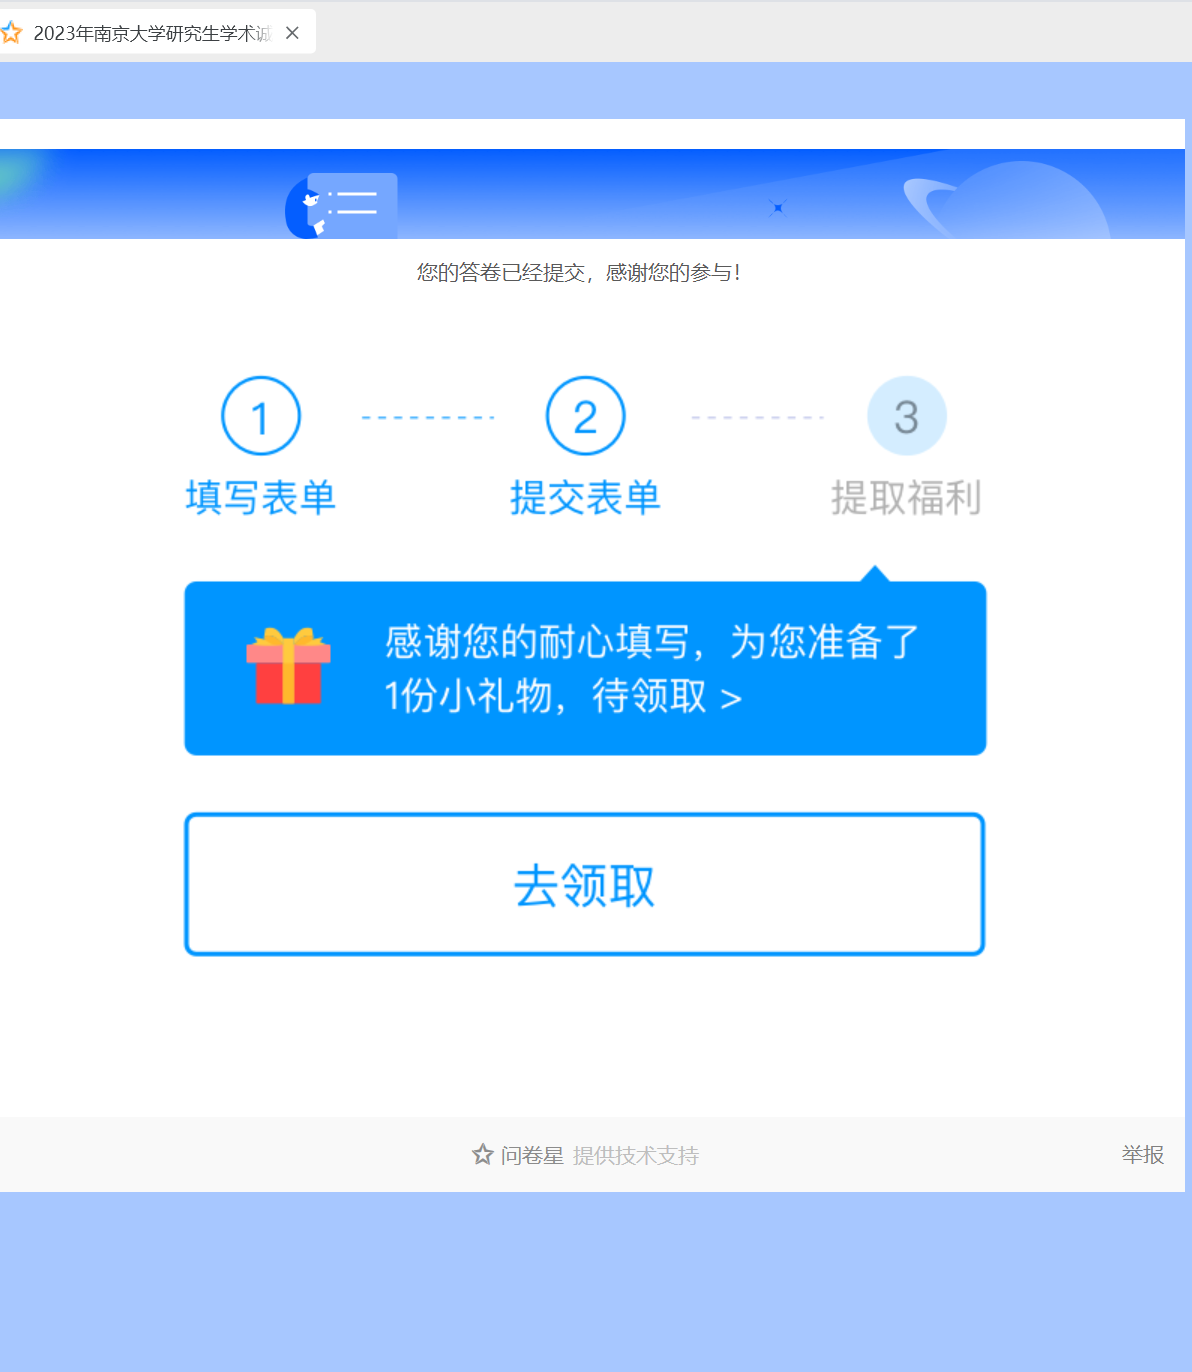 2023年南京大学研究生学术诚
您的答卷已经提交，感谢您的参与！
1
2
3
填写表单
提交表单
提取福利
感谢您的耐心填写，为您准备了
1份小礼物，待领取 >
去领取
问卷星 提供技术支持
举报